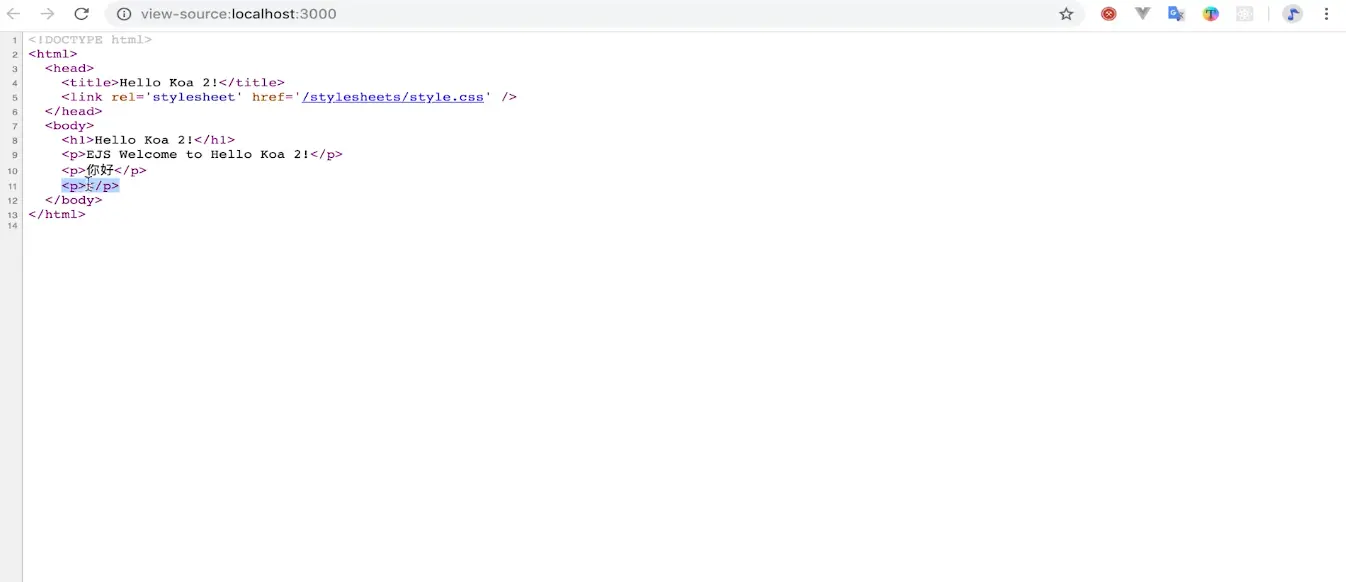 view-source:localhost:3000
1 <!DOCTYPE html>
2 <html>
3 <head>
4 <title>Hello Koa 2!</title>
5 <link rel='stylesheet' href='/stylesheets/style.css' />
6 </head>
7 <body>
8 <h1>Hello Koa 2!</h1>
9 <p>EJS Welcome to Hello Koa 2!</p>
10 <p>你好</p>
11 <p></p>
12 </body>
13 </html>
14